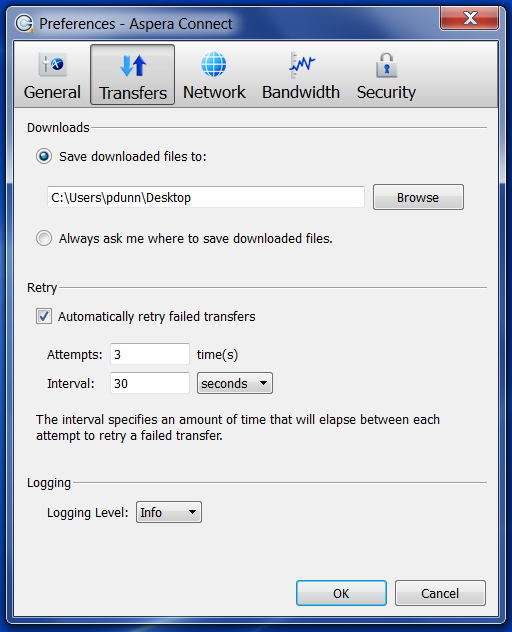 Preferences - Aspera Connect
General Transfers Network Bandwidth Security
Downloads
Save downloaded files to:
C:\Users\pdunn\Desktop Browse
Always ask me where to save downloaded files.
Retry
Automatically retry failed transfers
Attempts: 3 time(s)
Interval: 30 seconds
The interval specifies an amount of time that will elapse between each
attempt to retry a failed transfer.
Logging
Logging Level: Info
OK Cancel